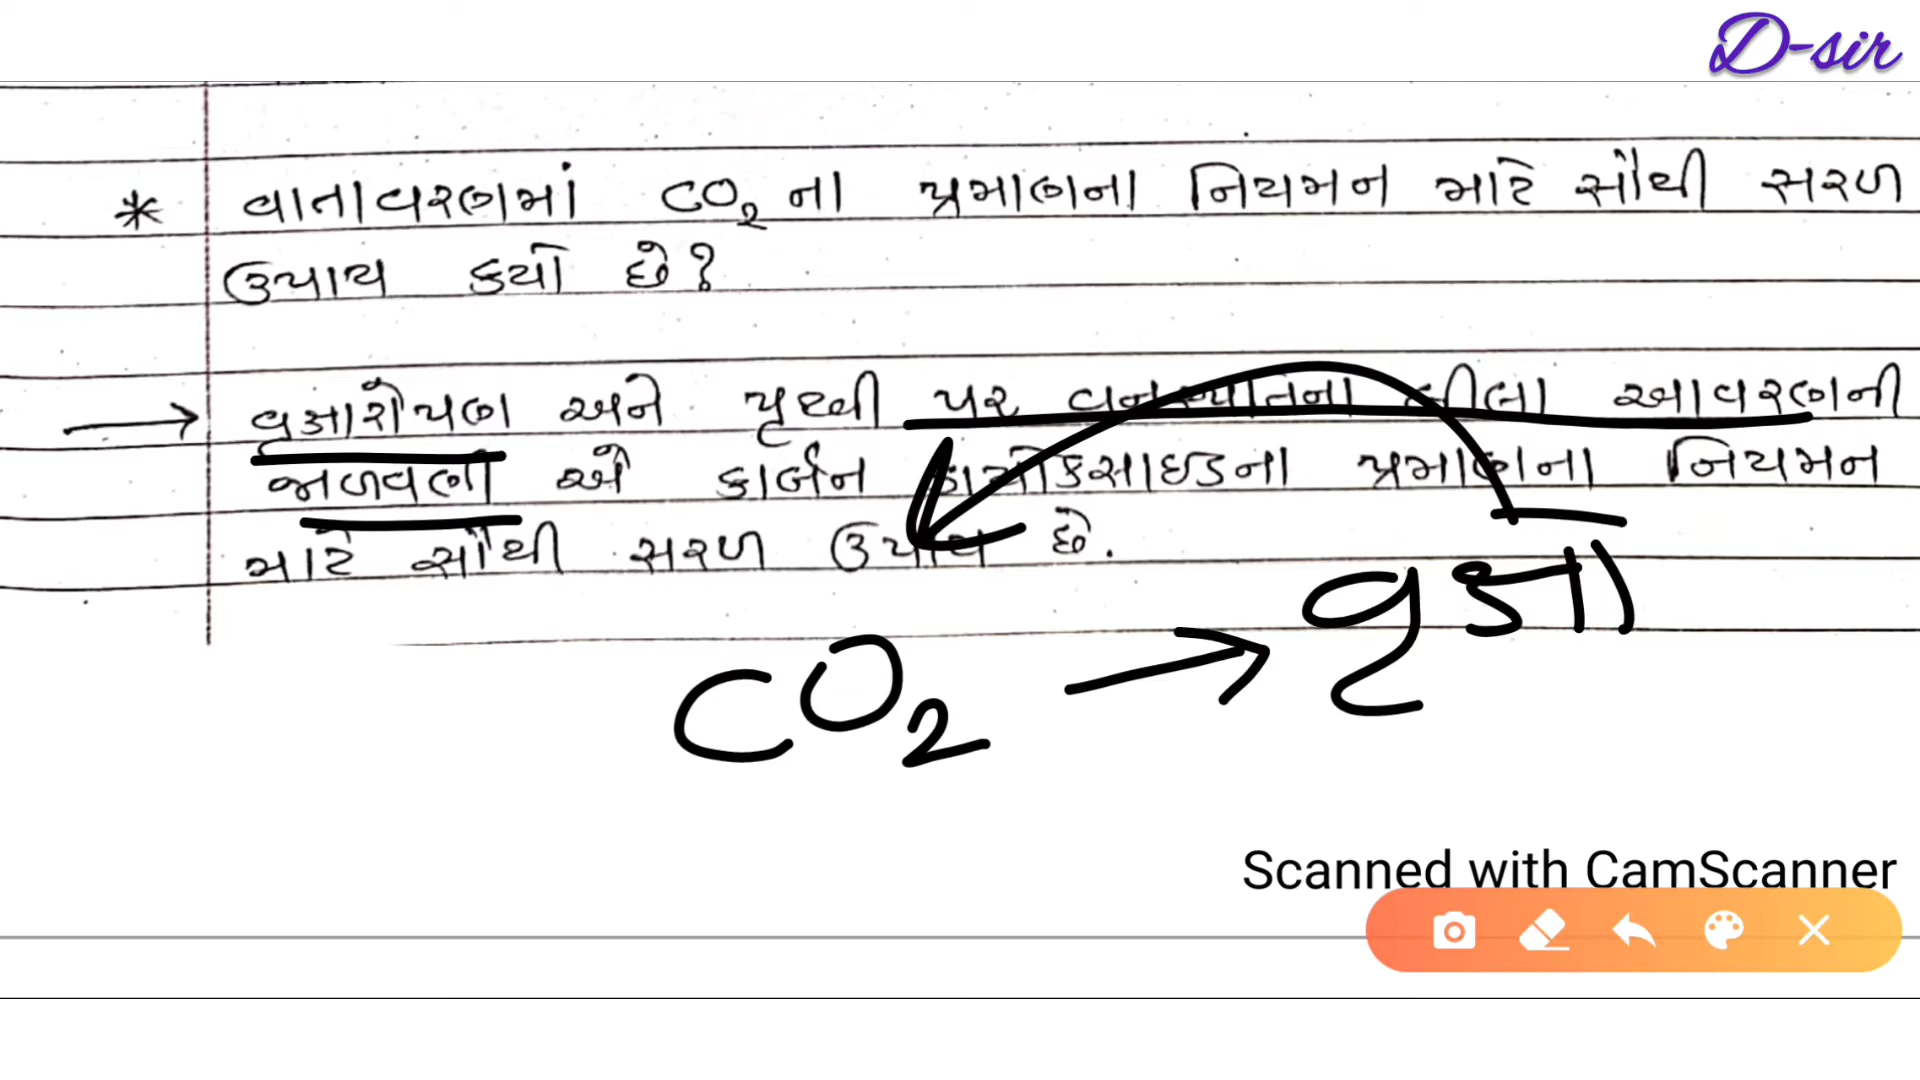 D-sir
* વાતાવરણમાં CO2 ના પ્રમાણના નિયમન માટે સૌથી સરળ
ઉપાય કયો છે?
→ વૃક્ષારોપણ અને પૃથ્વી પર વનસ્પતિના લીલા આવરણની
જાળવણી એ કાર્બન ડાયોક્સાઇડના પ્રમાણના નિયમન
માટે સૌથી સરળ ઉપાય છે.
CO2 → વૃક્ષો
Scanned with CamScanner